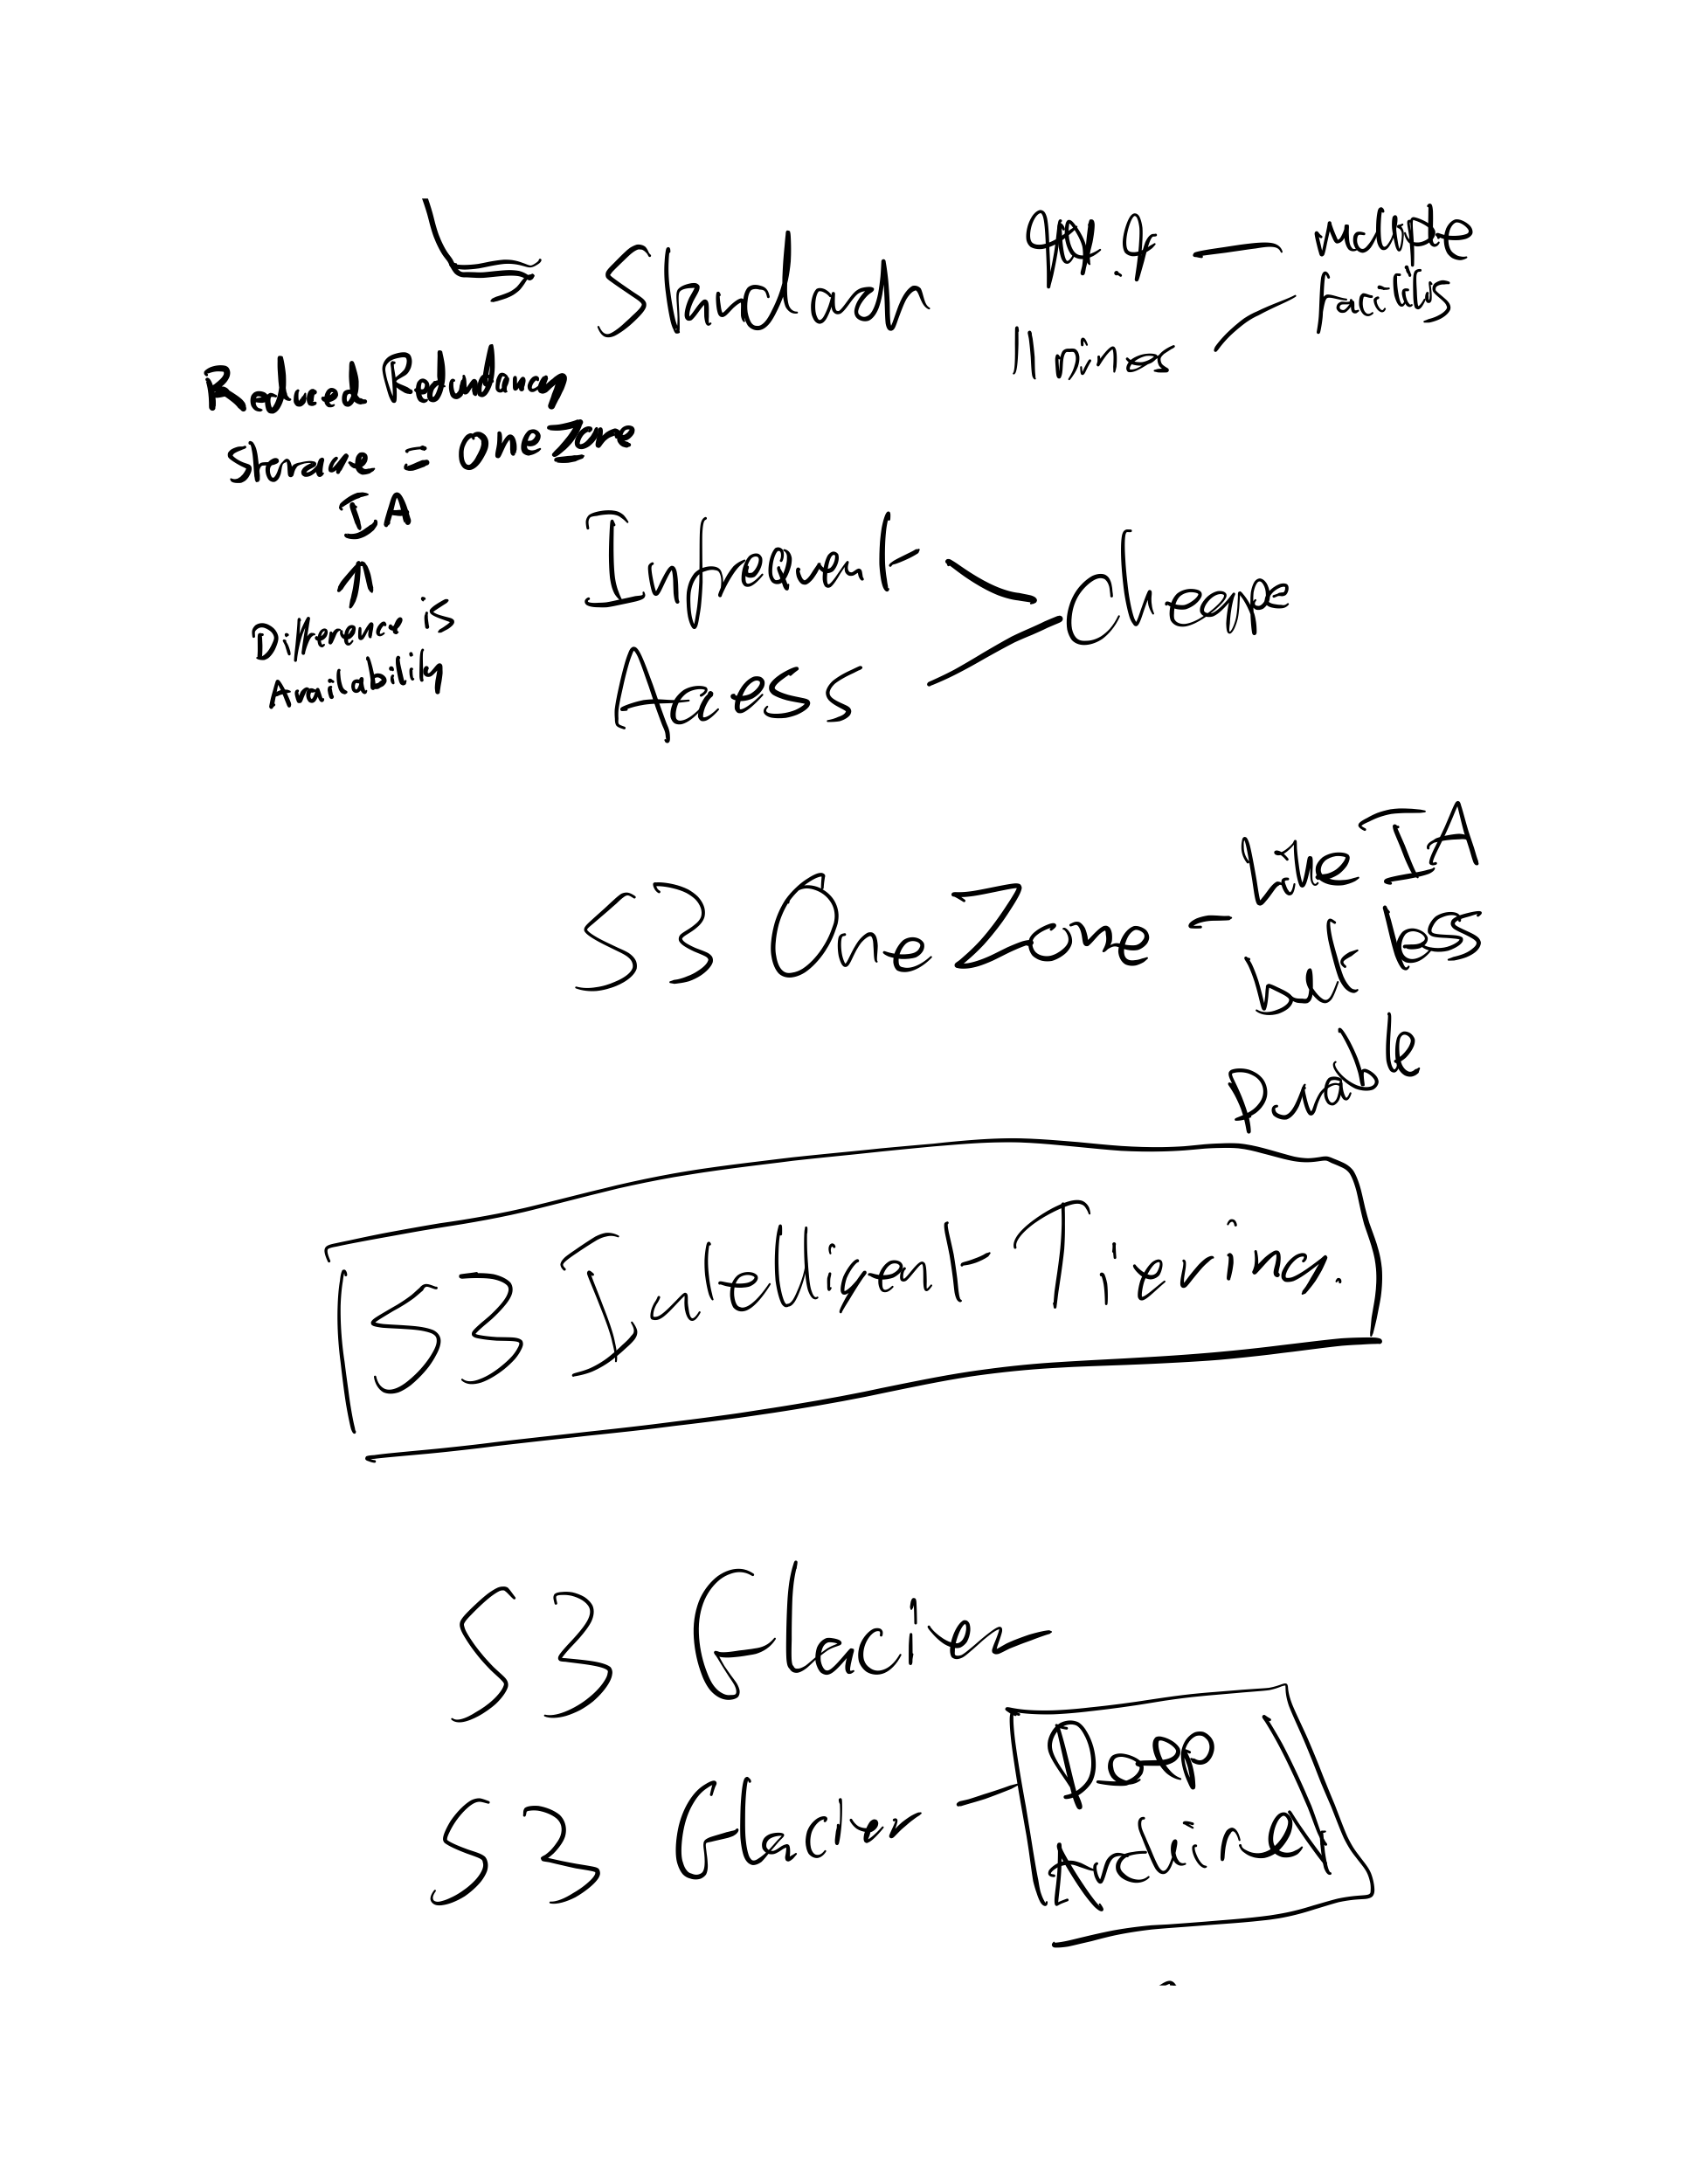 Standard
99.9 — multiple
11 nines facilities
Reduced Redundancy
Storage = One Zone
IA
Difference is
Availability
Infrequent
Access
Cheap
S3 One Zone - Like IA
but less
Durable
S3 Intelligent Tiering.
S3 Glacier
S3 Glacier — Deep
Archive